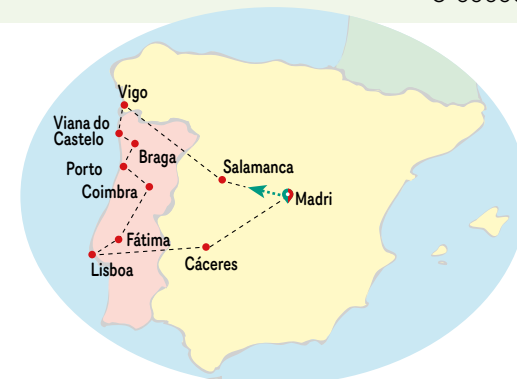 Vigo
Viana do
Castelo
Braga
Porto
Coimbra
Salamanca
Madri
Fátima
Lisboa
Cáceres